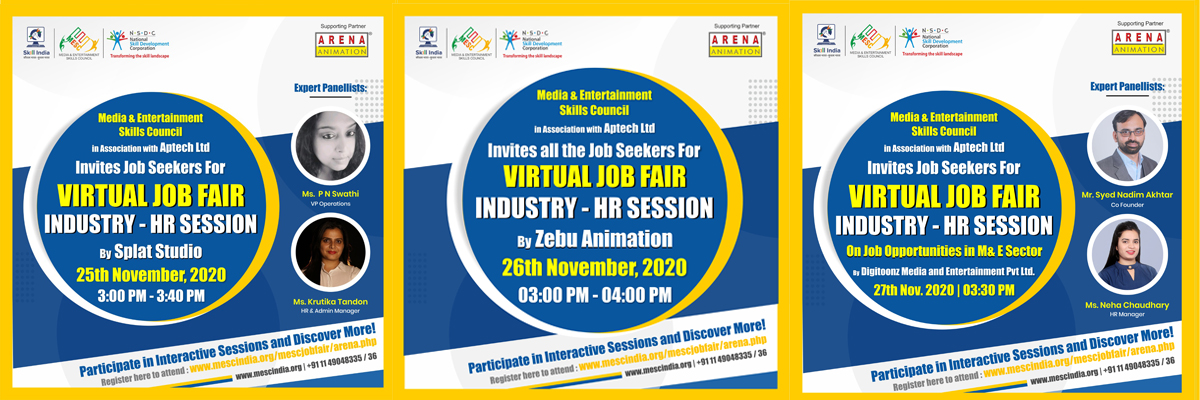 Skill India
कौशल भारत - कुशल भारत
MEDIA & ENTERTAINMENT
SKILLS COUNCIL
N · S · D · C
National
Skill Development
Corporation
Transforming the skill landscape
Supporting Partner
ARENA
ANIMATION
Expert Panellists:
Media & Entertainment
Skills Council
in Association with Aptech Ltd
Invites Job Seekers For
VIRTUAL JOB FAIR
INDUSTRY - HR SESSION
By Splat Studio
25th November, 2020
3:00 PM - 3:40 PM
Ms. P N Swathi
VP Operations
Ms. Krutika Tandon
HR & Admin Manager
Participate in Interactive Sessions and Discover More!
Register here to attend : www.mescindia.org/mescjobfair/arena.php
www.mescindia.org | +91 11 49048335 / 36
Skill India
कौशल भारत - कुशल भारत
MEDIA & ENTERTAINMENT
SKILLS COUNCIL
N · S · D · C
National
Skill Development
Corporation
Transforming the skill landscape
Supporting Partner
ARENA
ANIMATION
Media & Entertainment
Skills Council
in Association with Aptech Ltd
Invites all the Job Seekers For
VIRTUAL JOB FAIR
INDUSTRY - HR SESSION
By Zebu Animation
26th November, 2020
03:00 PM - 04:00 PM
Participate in Interactive Sessions and Discover More!
Register here to attend : www.mescindia.org/mescjobfair/arena.php
www.mescindia.org | +91 11 49048335 / 36
Skill India
कौशल भारत - कुशल भारत
MEDIA & ENTERTAINMENT
SKILLS COUNCIL
N · S · D · C
National
Skill Development
Corporation
Transforming the skill landscape
Supporting Partner
ARENA
ANIMATION
Expert Panellists:
Media & Entertainment
Skills Council
in Association with Aptech Ltd
Invites Job Seekers For
VIRTUAL JOB FAIR
INDUSTRY - HR SESSION
On Job Opportunities in M& E Sector
By Digitoonz Media and Entertainment Pvt Ltd.
27th Nov. 2020 | 03:30 PM
Mr. Syed Nadim Akhtar
Co Founder
Ms. Neha Chaudhary
HR Manager
Participate in Interactive Sessions and Discover More!
Register here to attend : www.mescindia.org/mescjobfair/arena.php
www.mescindia.org | +91 11 49048335 / 36